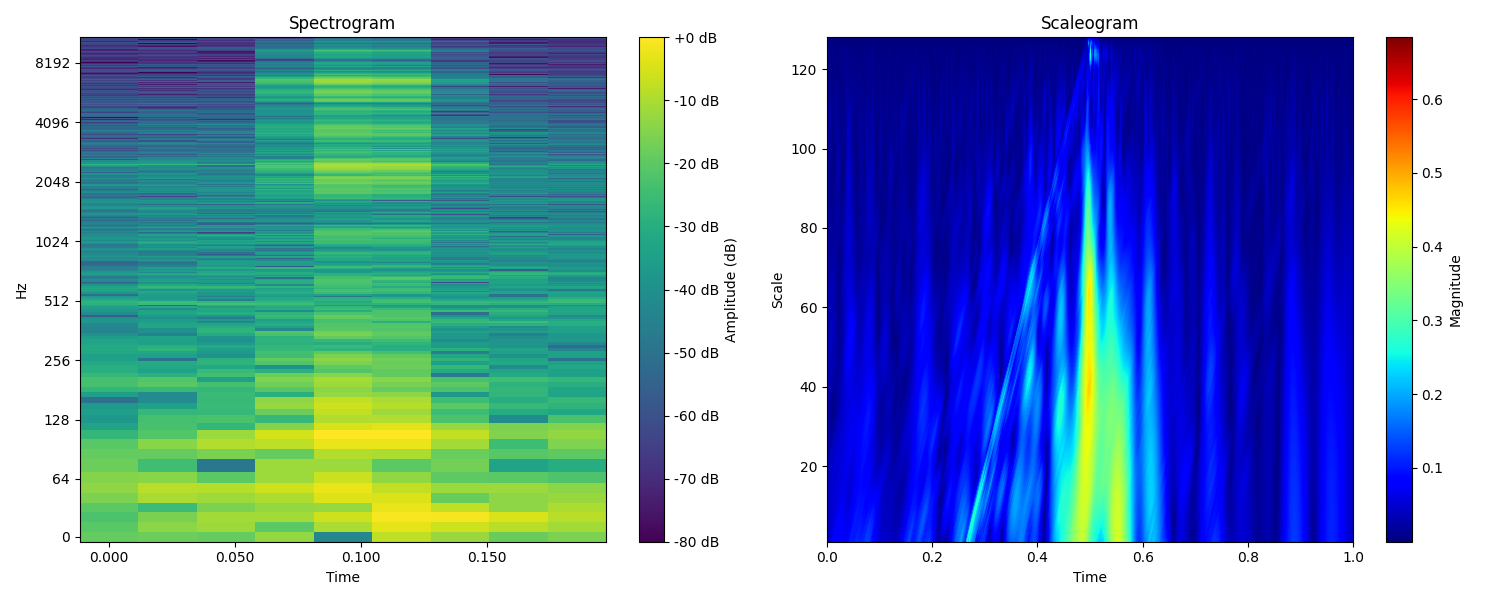 Spectrogram
Hz
8192
4096
2048
1024
512
256
128
64
0
0.000
0.050
0.100
0.150
Time
+0 dB
-10 dB
-20 dB
-30 dB
-40 dB
-50 dB
-60 dB
-70 dB
-80 dB
Amplitude (dB)
Scaleogram
Scale
120
100
80
60
40
20
0.0
0.2
0.4
0.6
0.8
1.0
Time
0.6
0.5
0.4
0.3
0.2
0.1
Magnitude